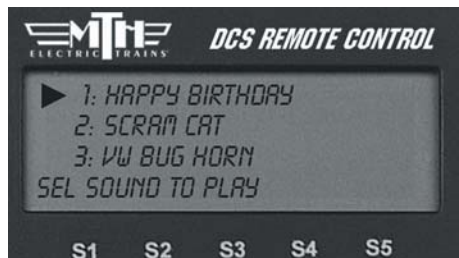 MTH
ELECTRIC TRAINS
DCS REMOTE CONTROL
1: HAPPY BIRTHDAY
2: SCRAM CAT
3: VW BUG HORN
SEL SOUND TO PLAY
S1 S2 S3 S4 S5